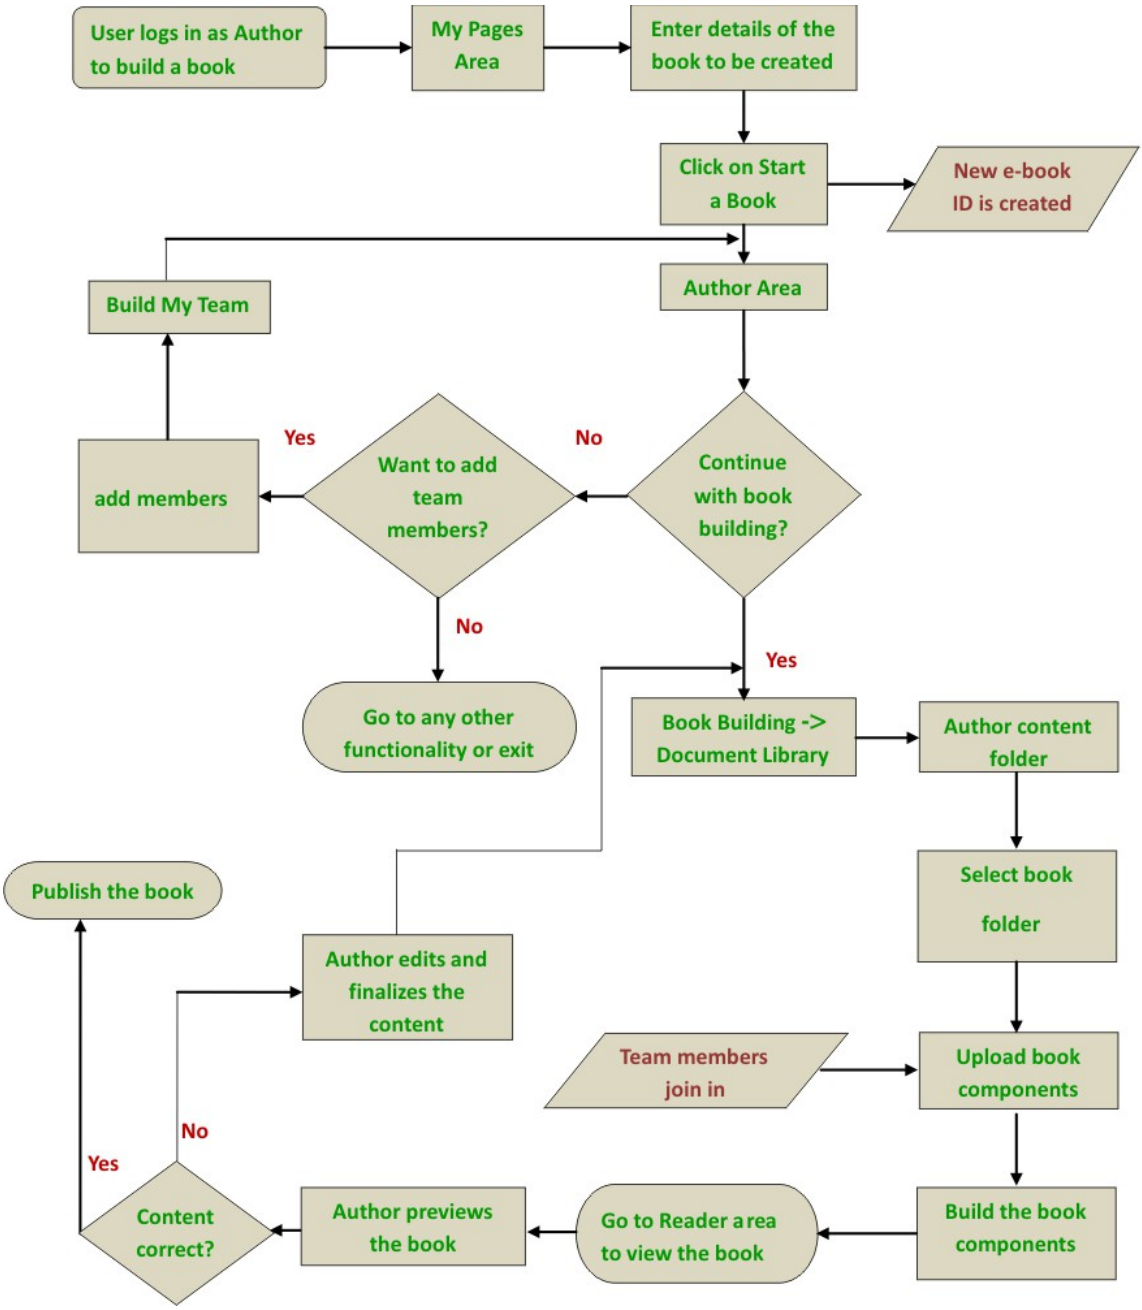 User logs in as Author
to build a book
My Pages
Area
Enter details of the
book to be created
Click on Start
a Book
New e-book
ID is created
Build My Team
Author Area
Yes
No
Want to add
team
members?
Continue
with book
building?
add members
No
Yes
Go to any other
functionality or exit
Book Building ->
Document Library
Author content
folder
Publish the book
Select book
folder
Author edits and
finalizes the
content
Team members
join in
Upload book
components
No
Yes
Content
correct?
Author previews
the book
Go to Reader area
to view the book
Build the book
components